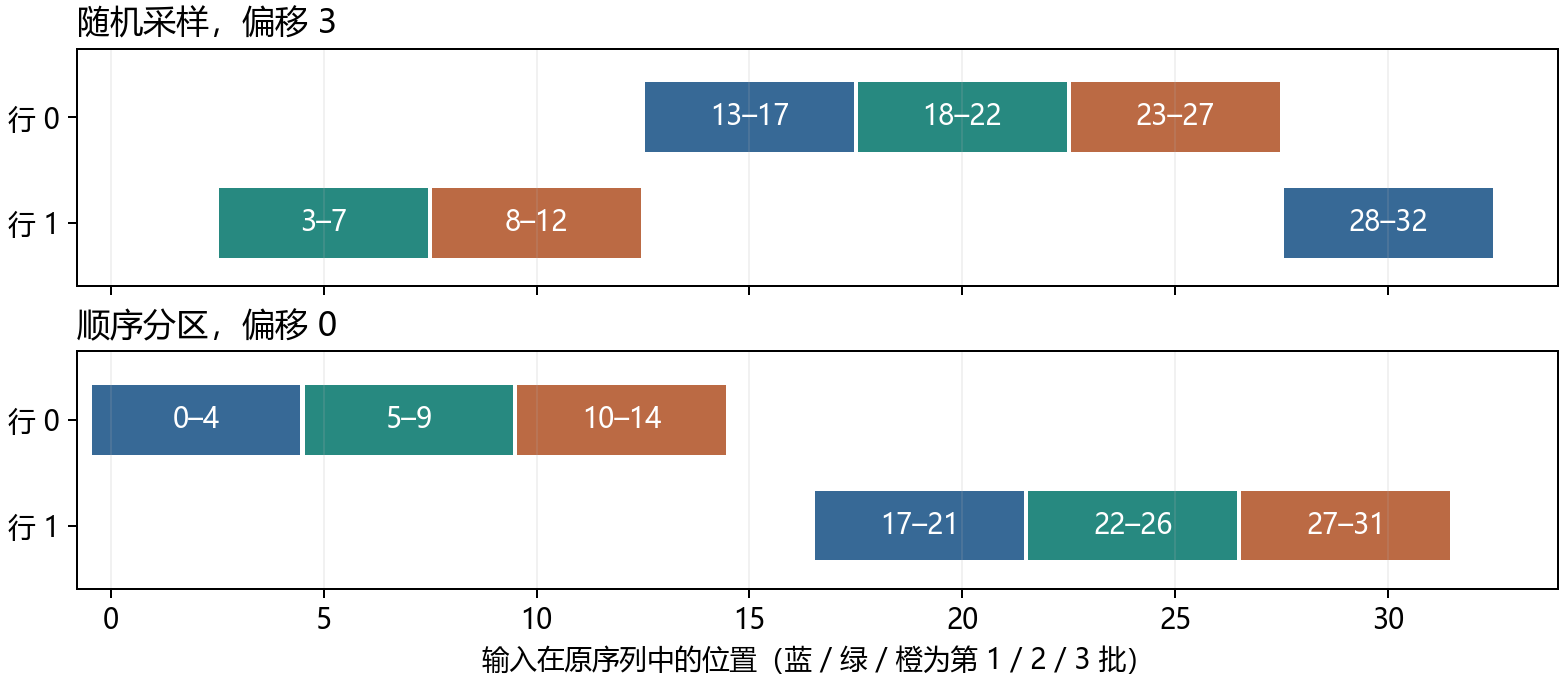 随机采样，偏移 3
行 0
13–17
18–22
23–27
行 1
3–7
8–12
28–32
顺序分区，偏移 0
行 0
0–4
5–9
10–14
行 1
17–21
22–26
27–31
0 5 10 15 20 25 30
输入在原序列中的位置（蓝 / 绿 / 橙为第 1 / 2 / 3 批）